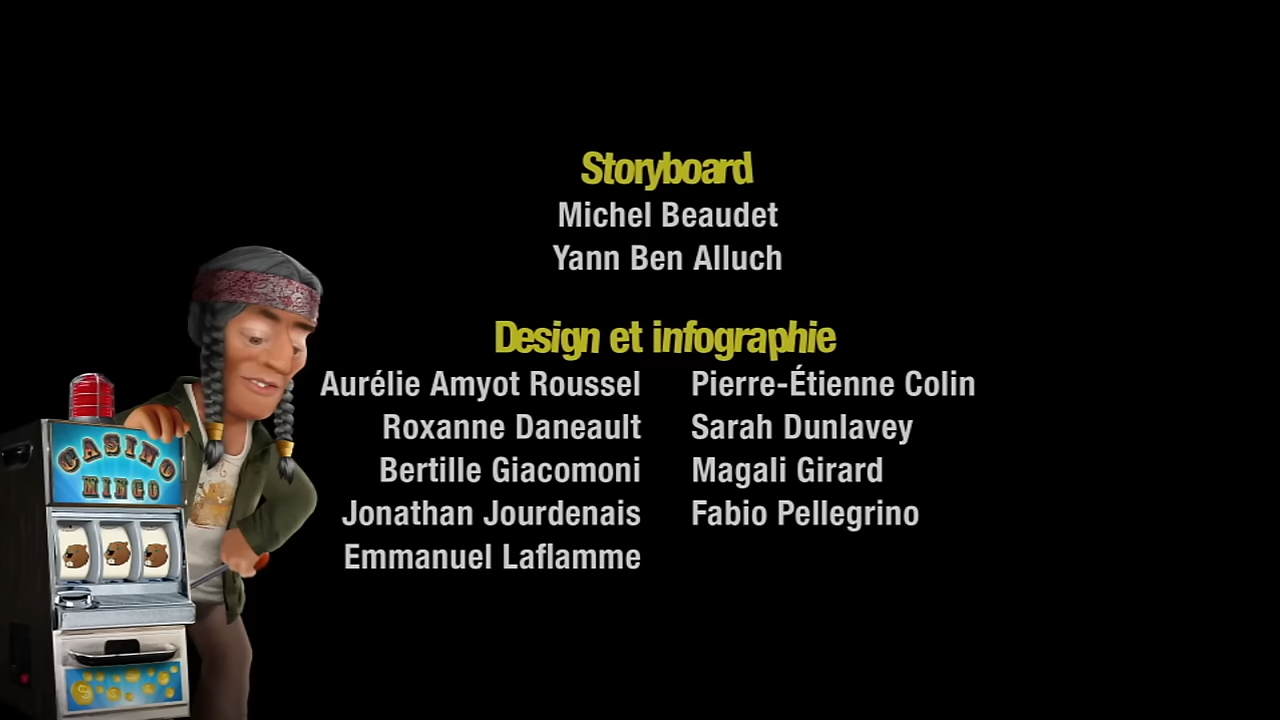 Storyboard
Michel Beaudet
Yann Ben Alluch
Design et infographie
Aurélie Amyot Roussel
Roxanne Daneault
Bertille Giacomoni
Jonathan Jourdenais
Emmanuel Laflamme
Pierre-Étienne Colin
Sarah Dunlavey
Magali Girard
Fabio Pellegrino
CASINO
MINGO